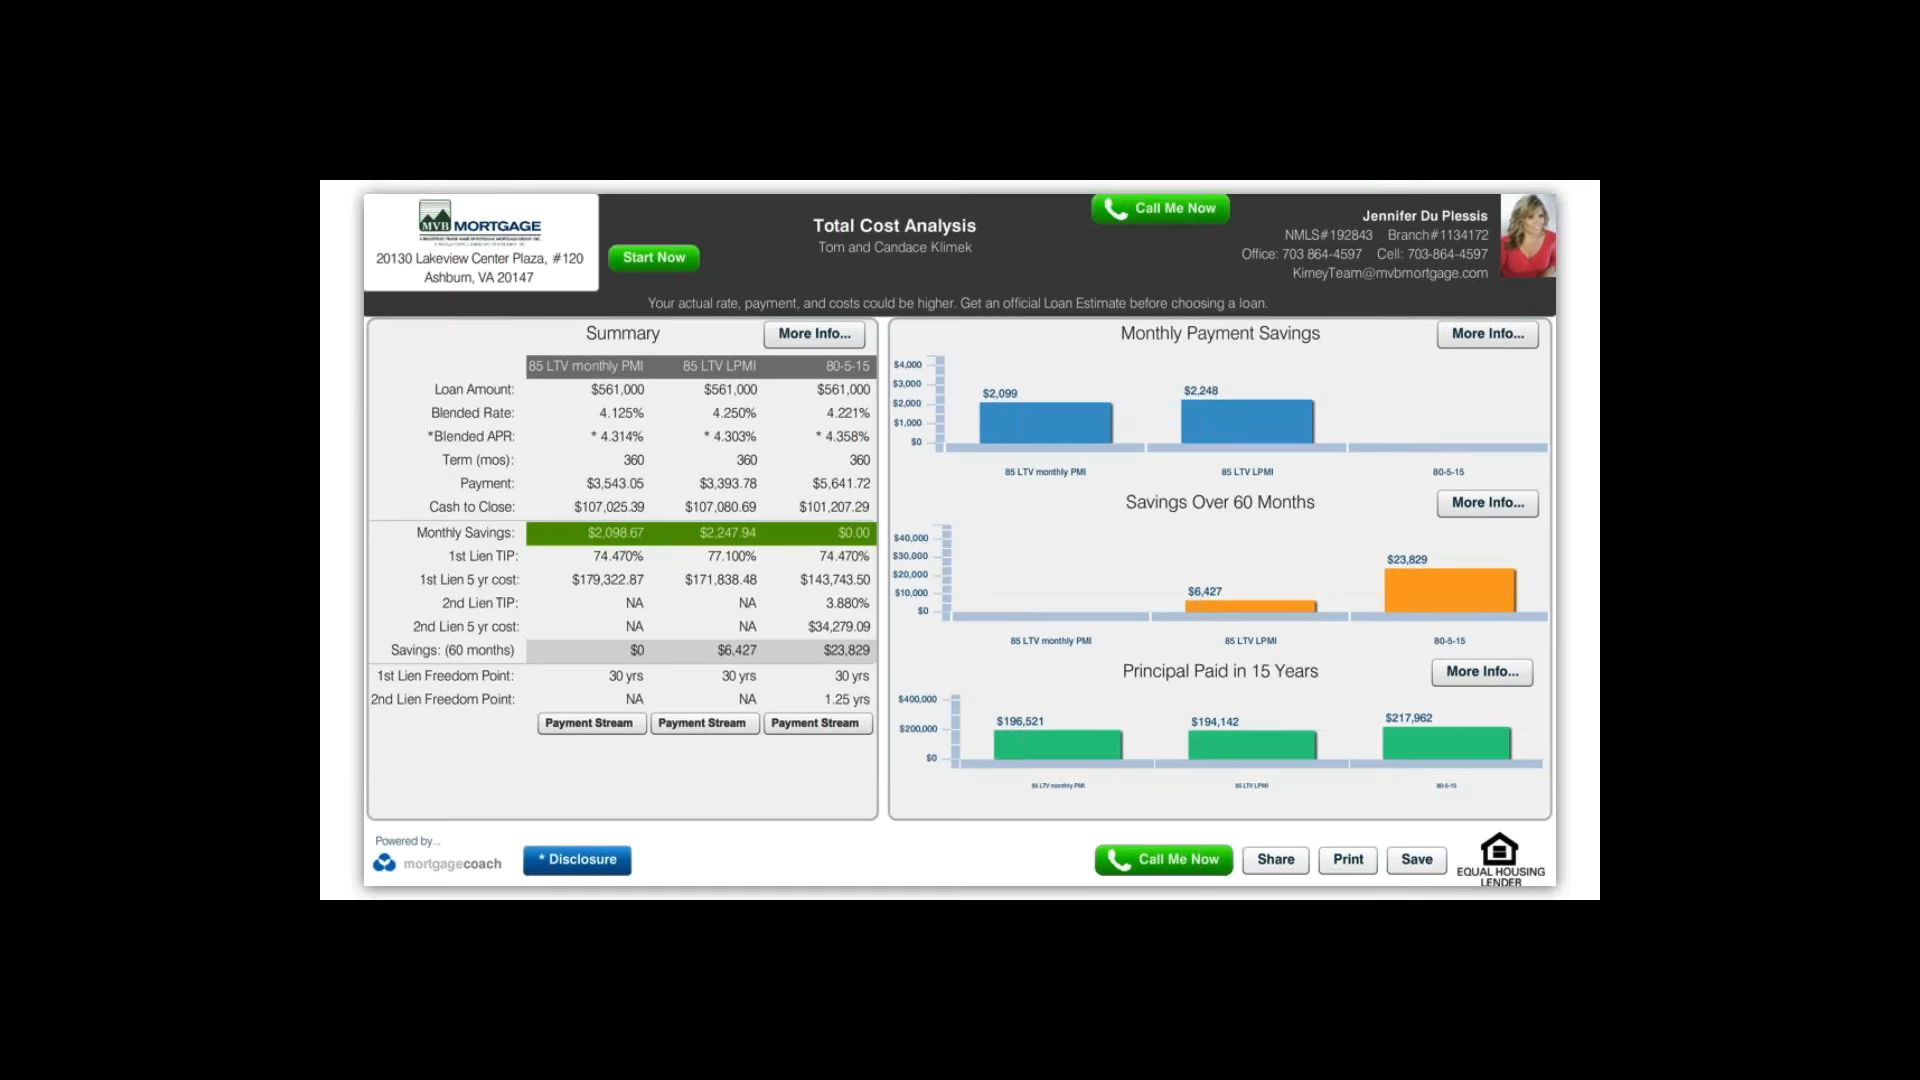 MVB MORTGAGE
20130 Lakeview Center Plaza, #120
Ashburn, VA 20147
Start Now
Total Cost Analysis
Tom and Candace Klimek
Call Me Now
Jennifer Du Plessis
NMLS#192843 Branch#1134172
Office: 703 864-4597 Cell: 703-864-4597
KirneyTeam@mvbmortgage.com
Your actual rate, payment, and costs could be higher. Get an official Loan Estimate before choosing a loan.
Summary More Info...
85 LTV monthly PMI 85 LTV LPMI 80-5-15
Loan Amount: $561,000 $561,000 $561,000
Blended Rate: 4.125% 4.250% 4.221%
*Blended APR: * 4.314% * 4.303% * 4.358%
Term (mos): 360 360 360
Payment: $3,543.05 $3,393.78 $5,641.72
Cash to Close: $107,025.39 $107,080.69 $101,207.29
Monthly Savings: $2,098.67 $2,247.94 $0.00
1st Lien TIP: 74.470% 77.100% 74.470%
1st Lien 5 yr cost: $179,322.87 $171,838.48 $143,743.50
2nd Lien TIP: NA NA 3.880%
2nd Lien 5 yr cost: NA NA $34,279.09
Savings: (60 months) $0 $6,427 $23,829
1st Lien Freedom Point: 30 yrs 30 yrs 30 yrs
2nd Lien Freedom Point: NA NA 1.25 yrs
Payment Stream Payment Stream Payment Stream
Monthly Payment Savings More Info...
$4,000
$3,000
$2,000
$1,000
$0
$2,099 $2,248
85 LTV monthly PMI 85 LTV LPMI 80-5-15
Savings Over 60 Months More Info...
$40,000
$30,000
$20,000
$10,000
$0
$6,427 $23,829
85 LTV monthly PMI 85 LTV LPMI 80-5-15
Principal Paid in 15 Years More Info...
$400,000
$200,000
$0
$196,521 $194,142 $217,962
85 LTV monthly PMI 85 LTV LPMI 80-5-15
Powered by...
mortgagecoach
* Disclosure
Call Me Now Share Print Save
EQUAL HOUSING
LENDER